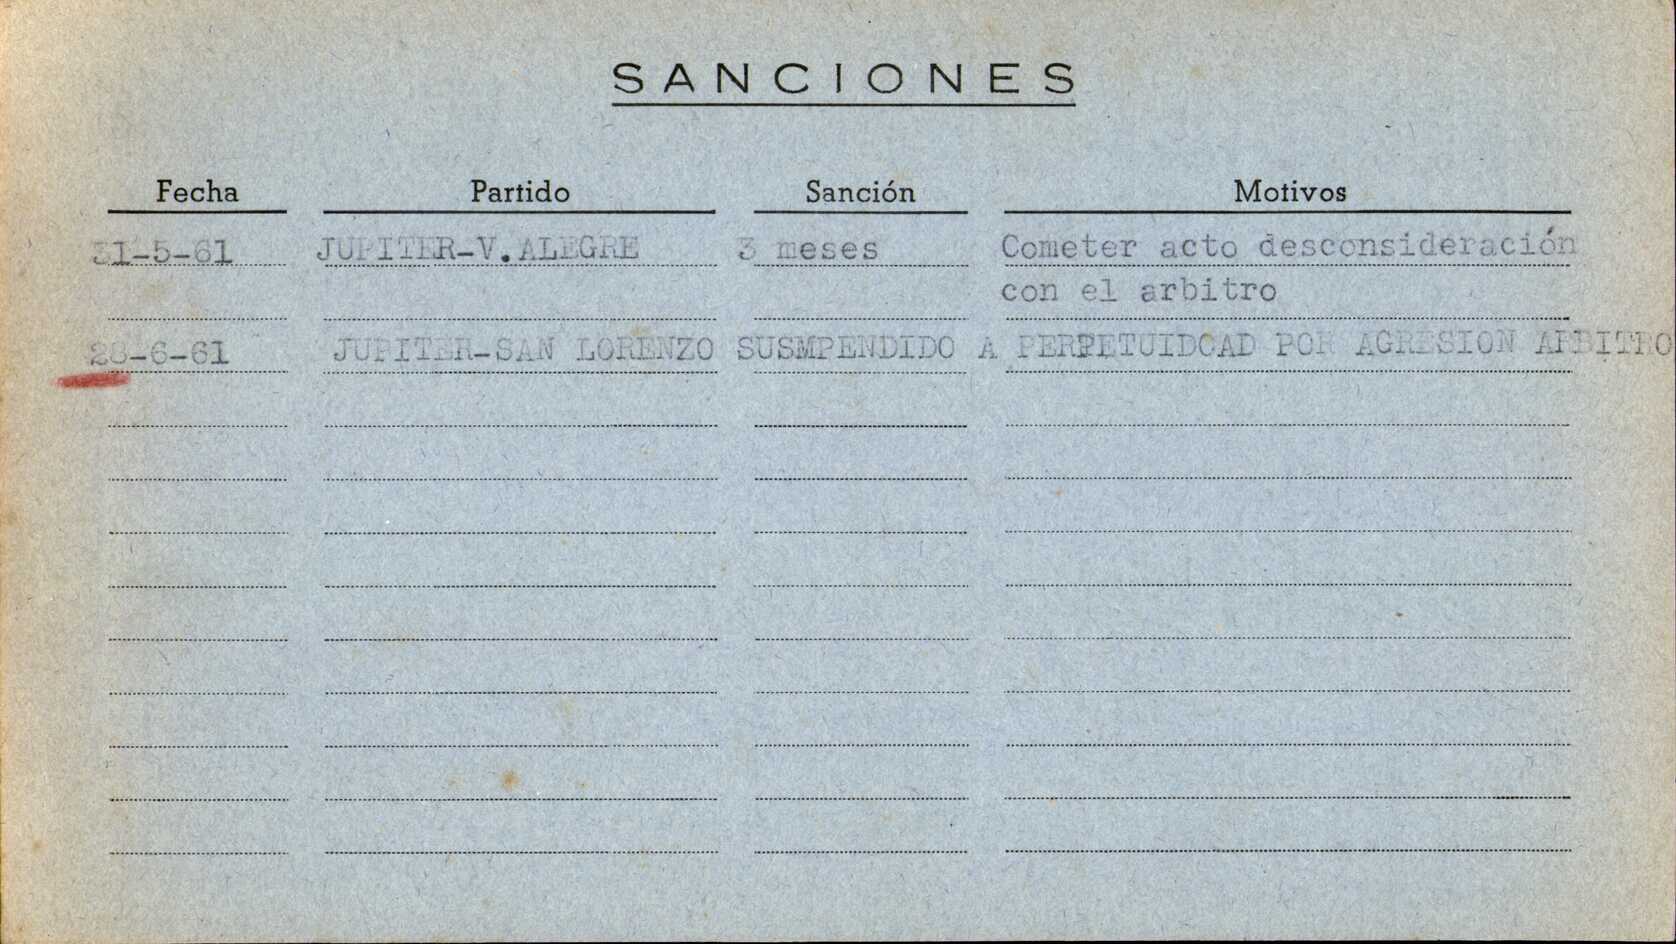 SANCIONES
Fecha Partido Sanción Motivos
31-5-61 JUPITER-V.ALEGRE 3 meses Cometer acto desconsideración
con el arbitro
28-6-61 JUPITER-SAN LORENZO SUSMPENDIDO A PERPETUIDCAD POR AGRESION ARBITRO